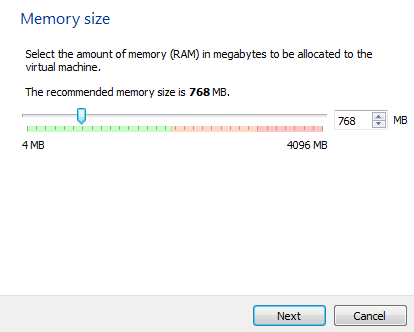 Memory size
Select the amount of memory (RAM) in megabytes to be allocated to the
virtual machine.
The recommended memory size is 768 MB.
768 MB
4 MB 4096 MB
Next Cancel